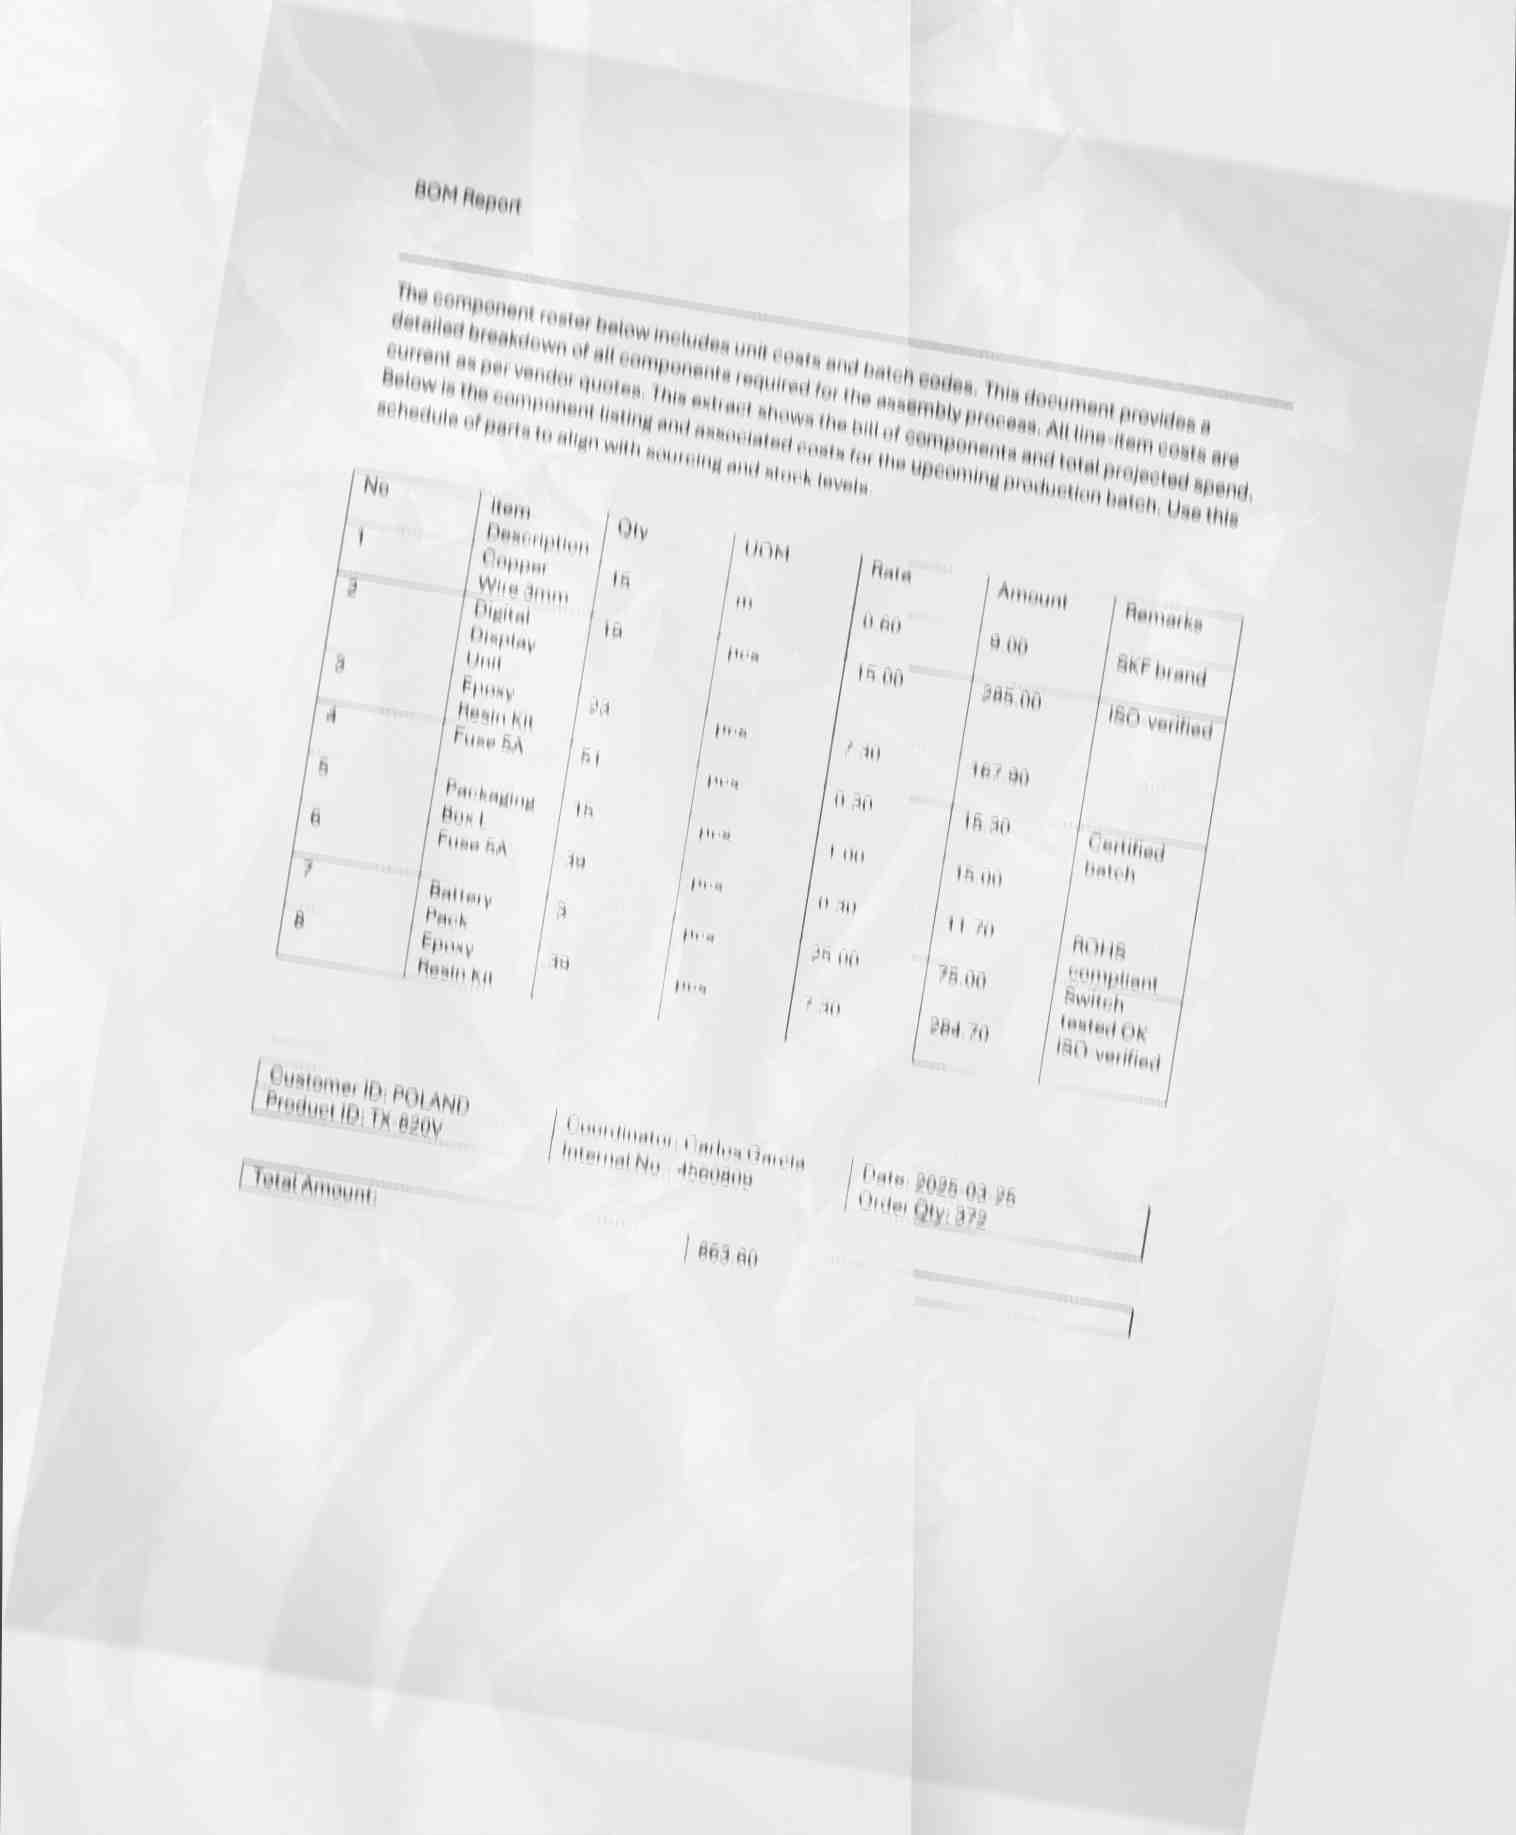 BOM Report
The component roster below includes unit costs and batch codes. This document provides a
detailed breakdown of all components required for the assembly process. All line-item costs are
current as per vendor quotes. This extract shows the bill of components and total projected spend.
Below is the component listing and associated costs for the upcoming production batch. Use this
schedule of parts to align with sourcing and stock levels.
No Item Description Qty UOM Rate Amount Remarks
1 Copper Wire 3mm 15 m 0.60 9.00 SKF brand
2 Digital Display Unit 19 pcs 15.00 285.00 ISO verified
3 Epoxy Resin Kit 23 pcs 7.30 167.90
4 Fuse 5A 51 pcs 0.30 15.30 Certified batch
5 Packaging Box L 15 pcs 1.00 15.00
6 Fuse 5A 39 pcs 0.30 11.70 ROHS compliant
7 Battery Pack 3 pcs 25.00 75.00 Switch tested OK
8 Epoxy Resin Kit 39 pcs 7.30 284.70 ISO verified
Customer ID: POLAND Coordinator: Carlos Garcia Date: 2025-03-25
Product ID: TX-820V Internal No.: Order Qty: 372
Total Amount: 863.60